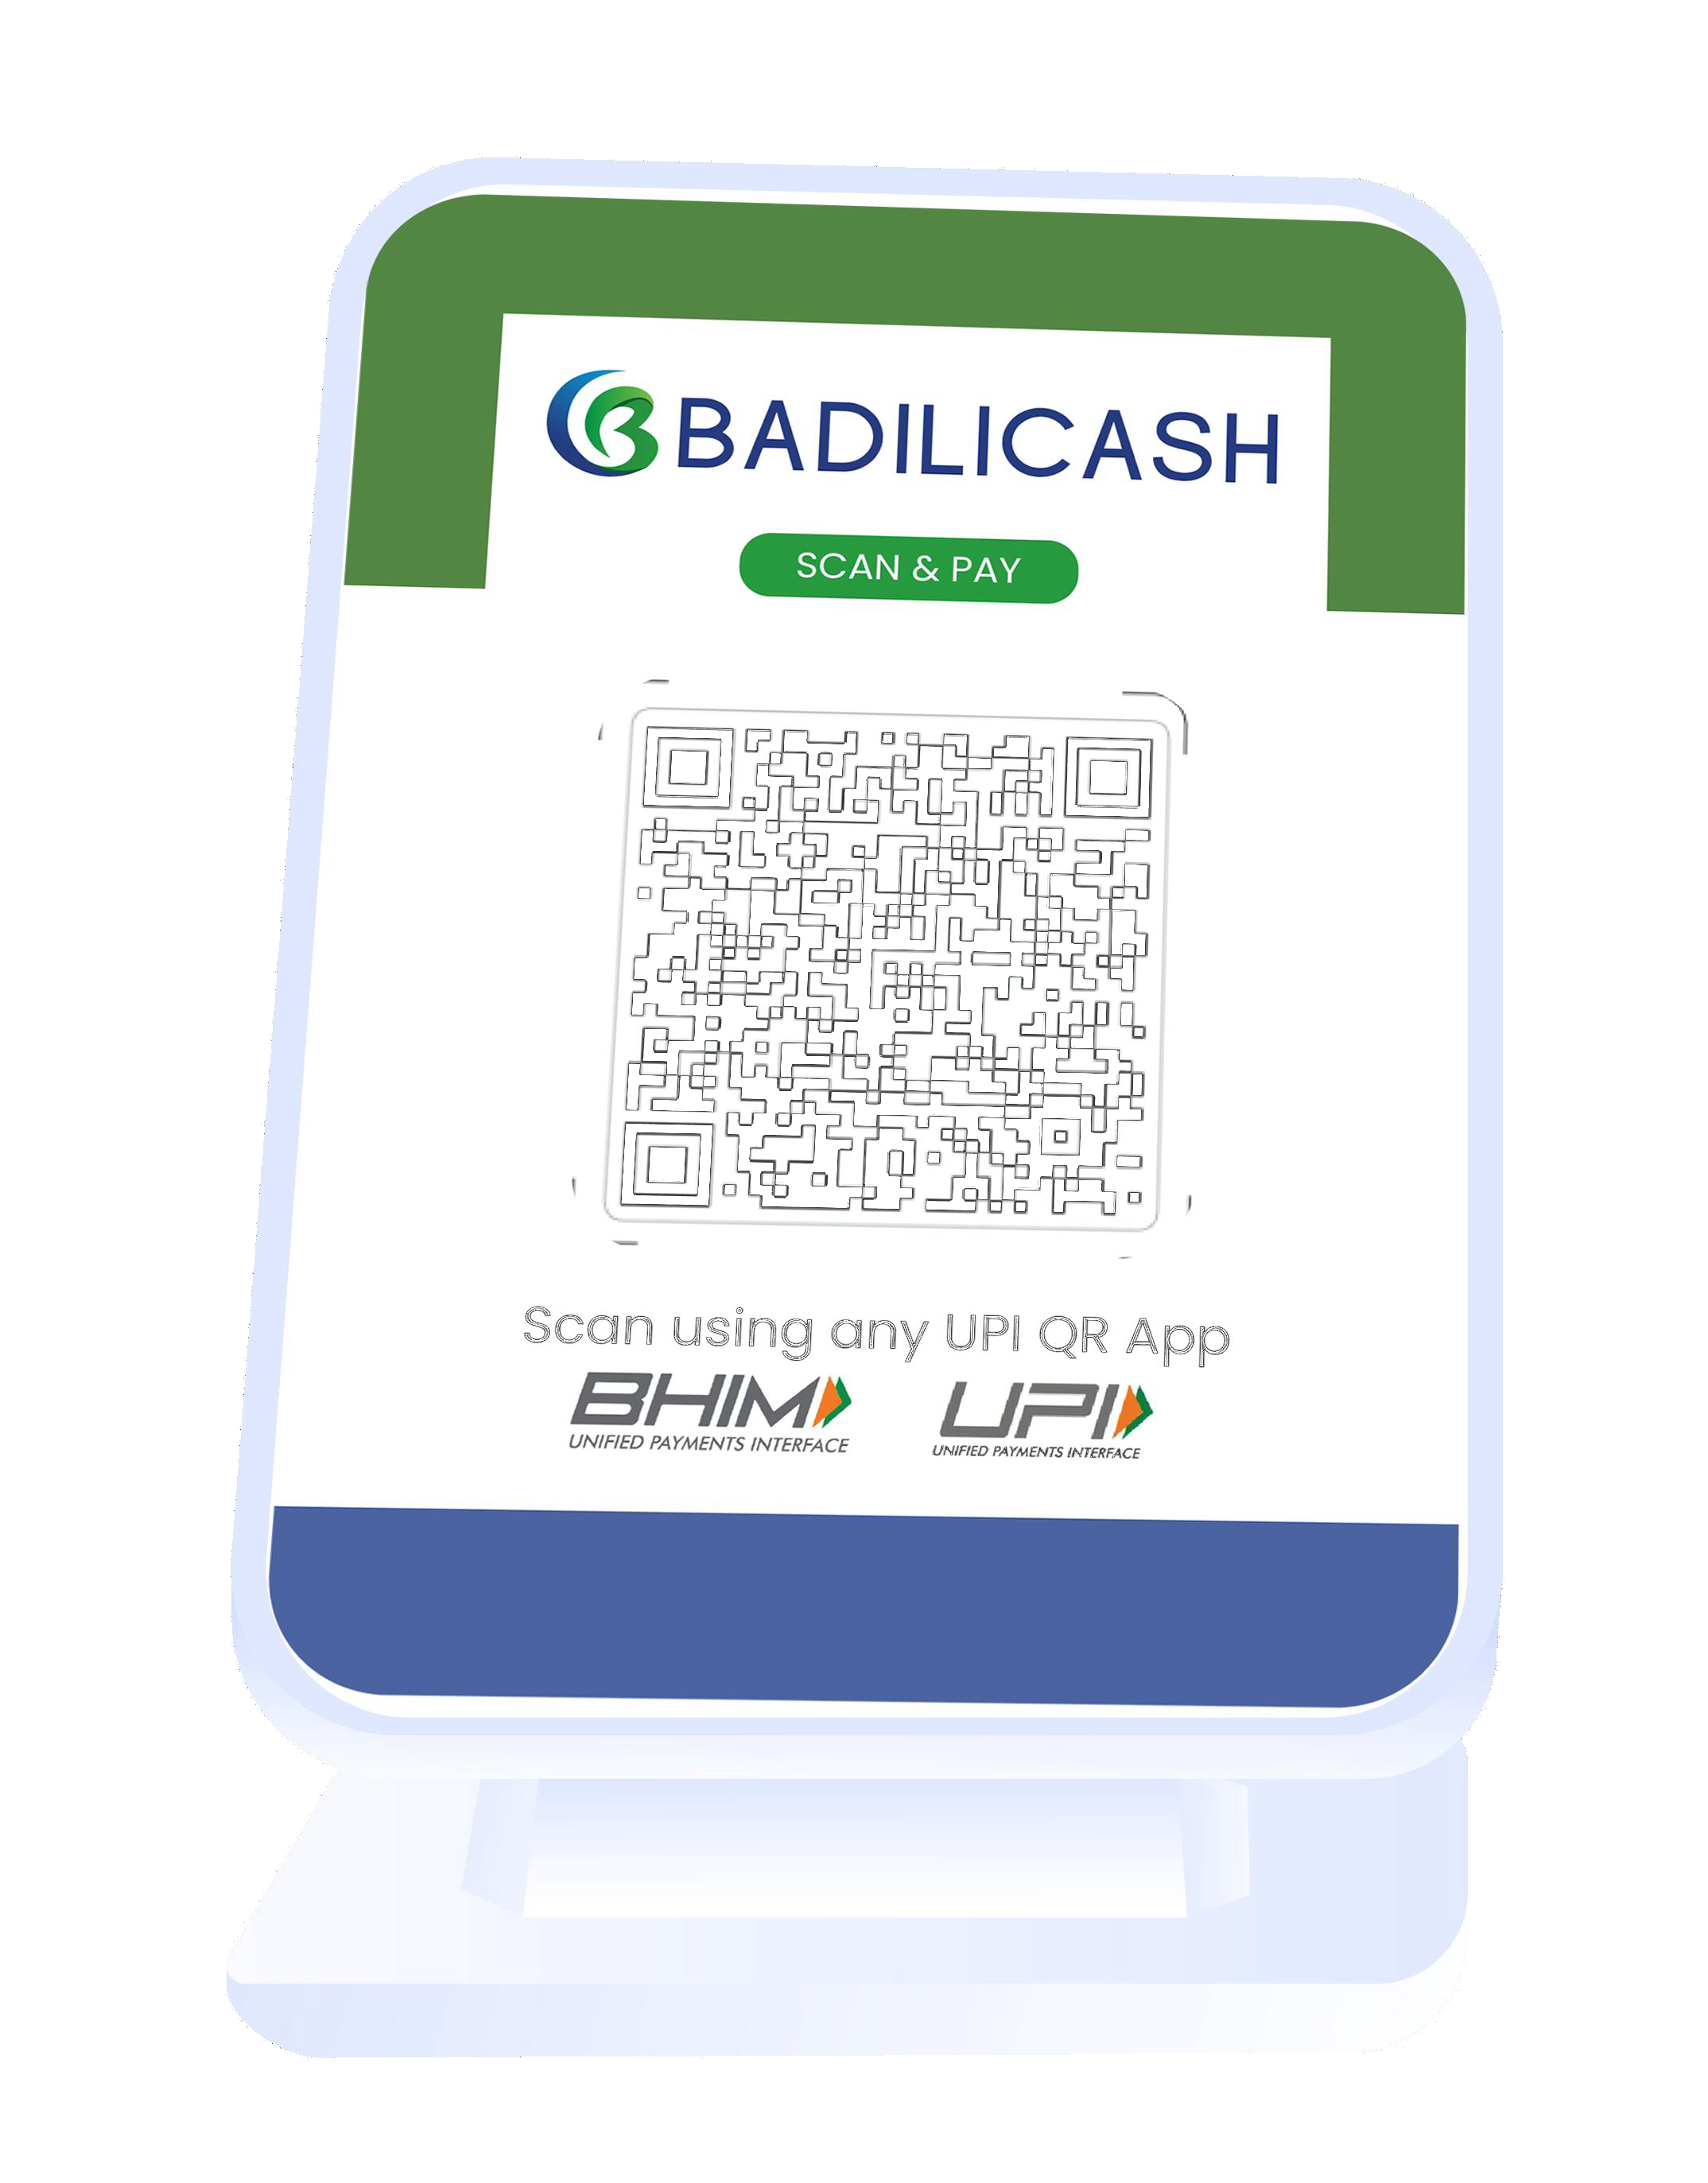 BADILICASH
SCAN & PAY
Scan using any UPI QR App
BHIM UPI
UNIFIED PAYMENTS INTERFACE UNIFIED PAYMENTS INTERFACE